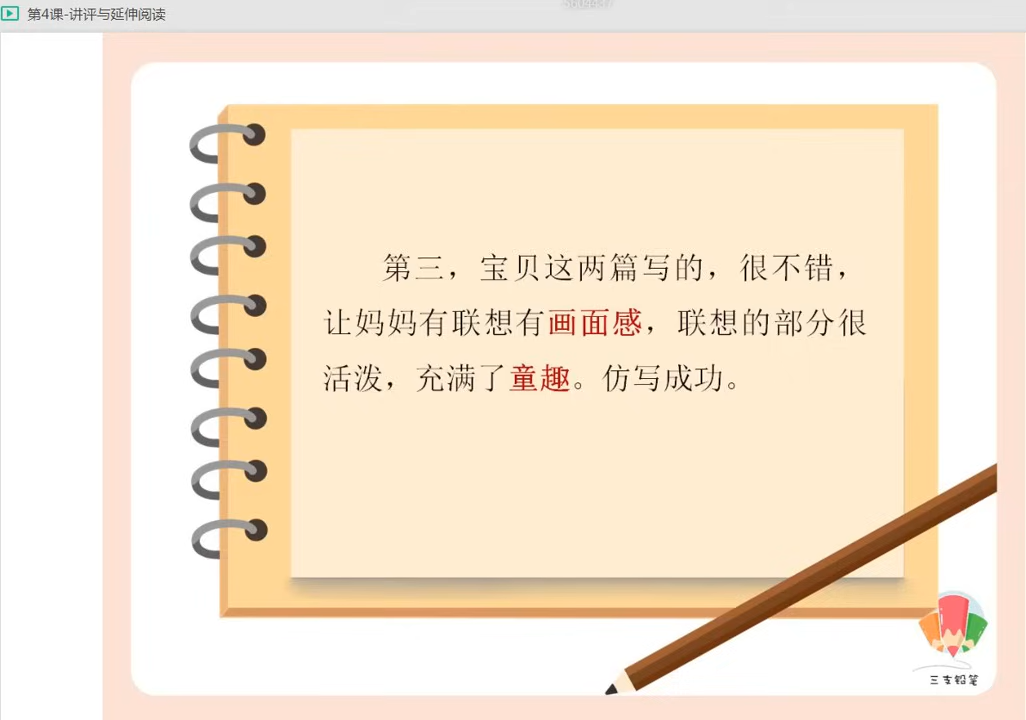 第4课-讲评与延伸阅读
第三，宝贝这两篇写的，很不错，
让妈妈有联想有画面感，联想的部分很
活泼，充满了童趣。仿写成功。
三支铅笔